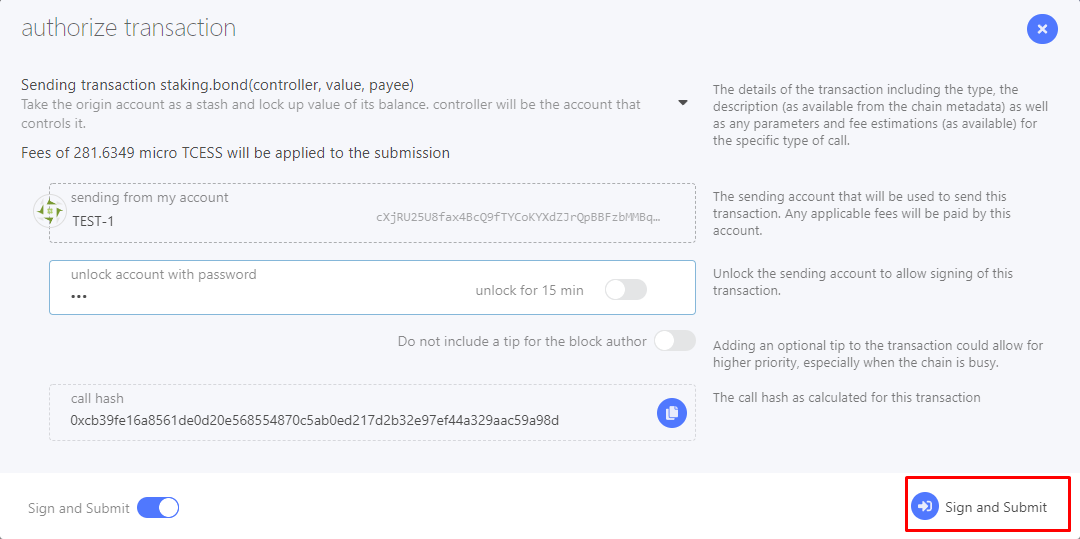 authorize transaction
Sending transaction staking.bond(controller, value, payee)
Take the origin account as a stash and lock up value of its balance. controller will be the account that
controls it.
The details of the transaction including the type, the
description (as available from the chain metadata) as well
as any parameters and fee estimations (as available) for
the specific type of call.
Fees of 281.6349 micro TCESS will be applied to the submission
sending from my account
TEST-1
cXjRU25U8fax4BcQ9fTYCoKYXdZJrQpBBFzbMMBq…
The sending account that will be used to send this
transaction. Any applicable fees will be paid by this
account.
unlock account with password
•••
unlock for 15 min
Unlock the sending account to allow signing of this
transaction.
Do not include a tip for the block author
Adding an optional tip to the transaction could allow for
higher priority, especially when the chain is busy.
call hash
0xcb39fe16a8561de0d20e568554870c5ab0ed217d2b32e97ef44a329aac59a98d
The call hash as calculated for this transaction
Sign and Submit
Sign and Submit